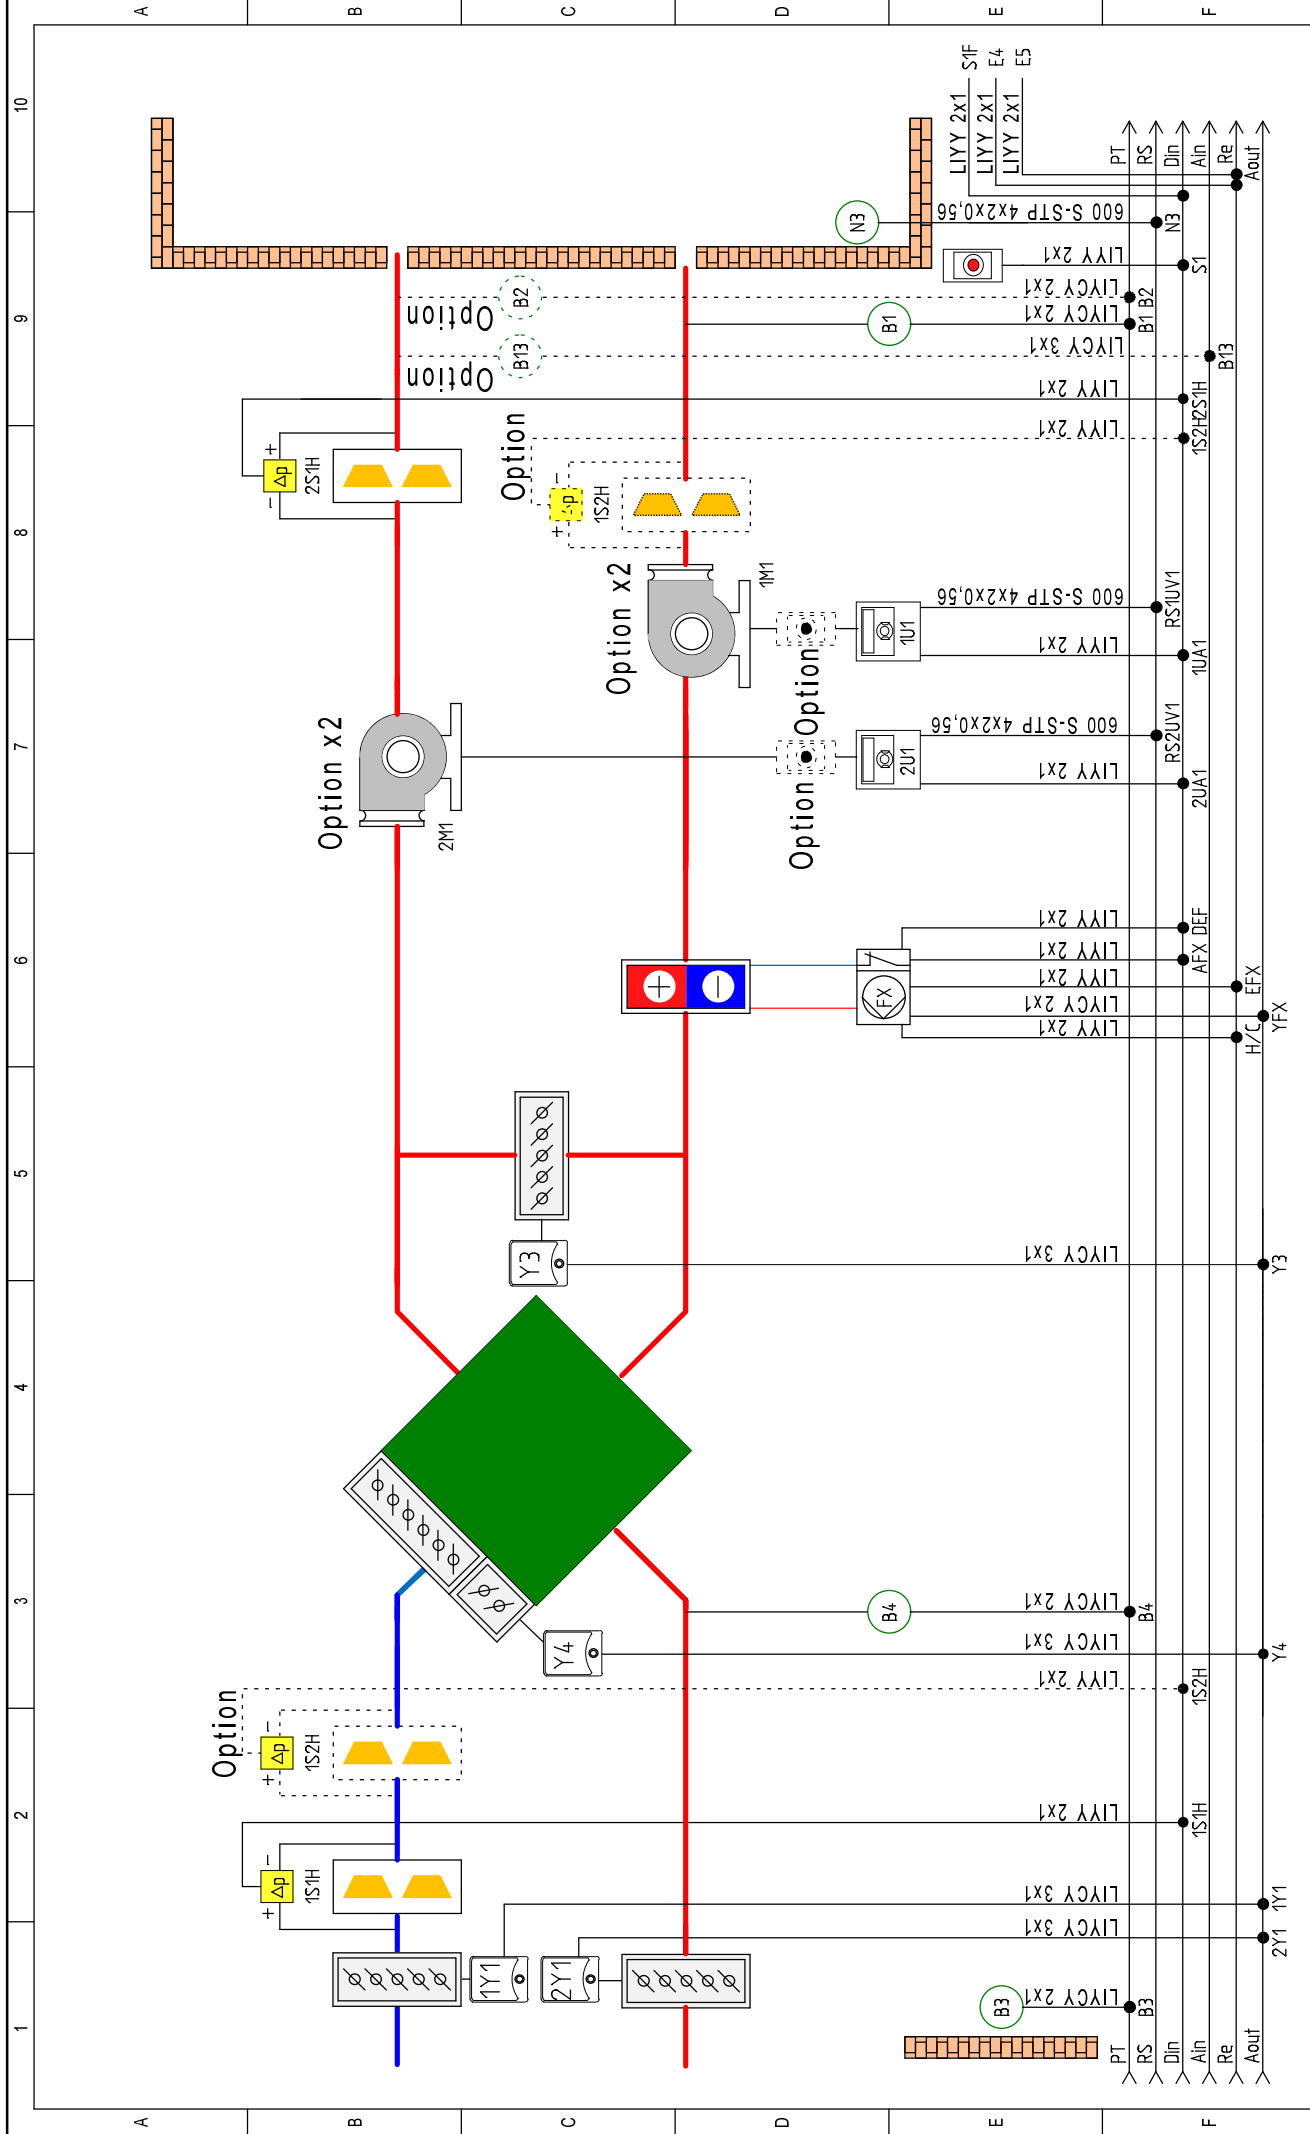 A
B
C
D
E
F
10
9
8
7
6
5
4
3
2
1
S1F
E4
E5
LIYY 2x1
LIYY 2x1
LIYY 2x1
PT
RS
Din
Ain
Re
Aout
N3
600 S-STP 4x2x0,56
N3
LIYY 2x1
S1
Option
B2
LIYCY 2x1
B2
B1
LIYCY 2x1
B1
Option
B13
LIYCY 3x1
B13
LIYY 2x1
2S1H
Δp
+
-
2S1H
Option
LIYY 2x1
1S2H
p
-
+
1S2H
Option x2
1M1
Option
1U1
600 S-STP 4x2x0,56
RS1UV1
LIYY 2x1
1UA1
Option x2
2M1
Option
2U1
600 S-STP 4x2x0,56
RS2UV1
LIYY 2x1
2UA1
LIYY 2x1
DEF
LIYY 2x1
AFX
LIYY 2x1
EFX
LIYCY 2x1
YFX
LIYY 2x1
H/C
FX
+
-
Y3
LIYCY 3x1
Y3
B4
LIYCY 2x1
B4
Y4
LIYCY 3x1
Y4
Option
LIYY 2x1
1S2H
Δp
-
+
1S2H
LIYY 2x1
1S1H
Δp
-
+
1S1H
1Y1
LIYCY 3x1
1Y1
2Y1
LIYCY 3x1
2Y1
B3
LIYCY 2x1
B3
PT
RS
Din
Ain
Re
Aout
A
B
C
D
E
F